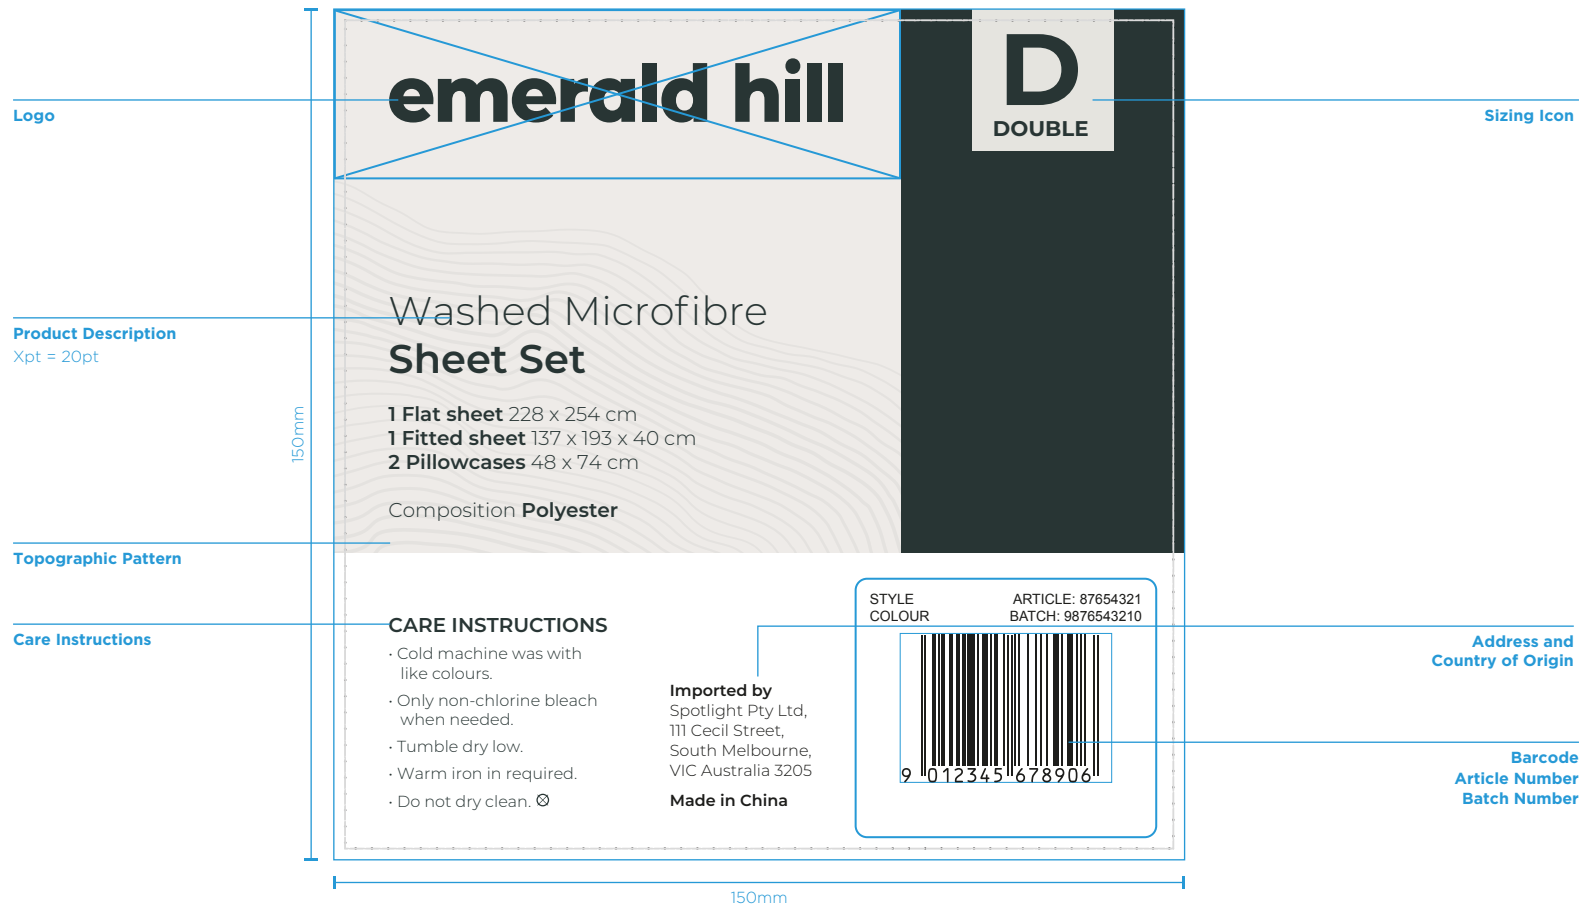 emerald hill
D
DOUBLE
Logo
Sizing Icon
Washed Microfibre
Sheet Set
Product Description
Xpt = 20pt
1 Flat sheet 228 x 254 cm
1 Fitted sheet 137 x 193 x 40 cm
2 Pillowcases 48 x 74 cm
150mm
Composition Polyester
Topographic Pattern
Care Instructions
CARE INSTRUCTIONS
· Cold machine was with
like colours.
· Only non-chlorine bleach
when needed.
· Tumble dry low.
· Warm iron in required.
· Do not dry clean.
Imported by
Spotlight Pty Ltd,
111 Cecil Street,
South Melbourne,
VIC Australia 3205
Made in China
STYLE ARTICLE: 87654321
COLOUR BATCH: 9876543210
9 012345 678906
Address and
Country of Origin
Barcode
Article Number
Batch Number
150mm